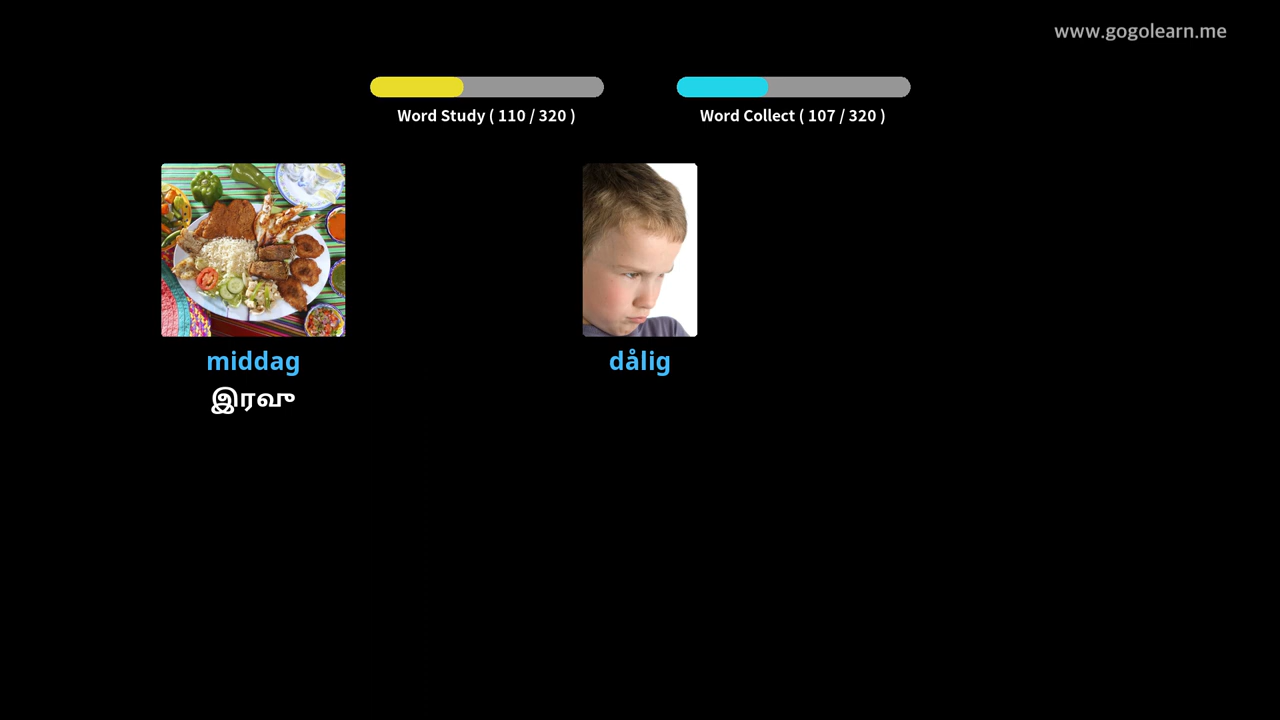 www.gogolearn.me
Word Study ( 110 / 320 )
Word Collect ( 107 / 320 )
middag
dålig
இரவு